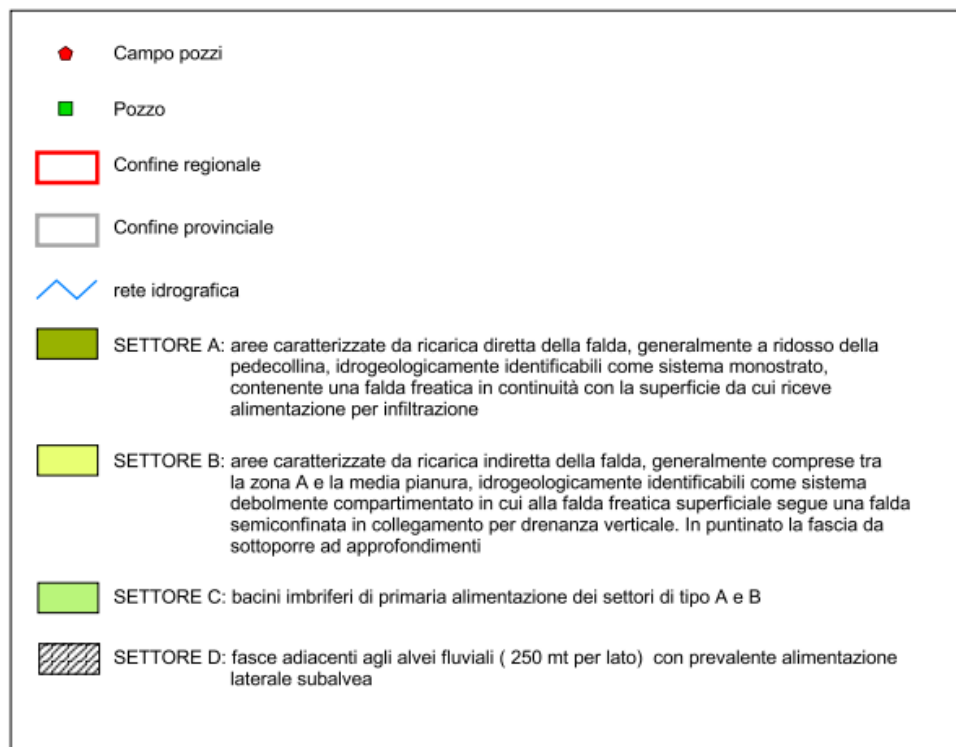 Campo pozzi
Pozzo
Confine regionale
Confine provinciale
rete idrografica
SETTORE A: aree caratterizzate da ricarica diretta della falda, generalmente a ridosso della
pedecollina, idrogeologicamente identificabili come sistema monostrato,
contenente una falda freatica in continuità con la superficie da cui riceve
alimentazione per infiltrazione
SETTORE B: aree caratterizzate da ricarica indiretta della falda, generalmente comprese tra
la zona A e la media pianura, idrogeologicamente identificabili come sistema
debolmente compartimentato in cui alla falda freatica superficiale segue una falda
semiconfinata in collegamento per drenanza verticale. In puntinato la fascia da
sottoporre ad approfondimenti
SETTORE C: bacini imbriferi di primaria alimentazione dei settori di tipo A e B
SETTORE D: fasce adiacenti agli alvei fluviali ( 250 mt per lato) con prevalente alimentazione
laterale subalvea